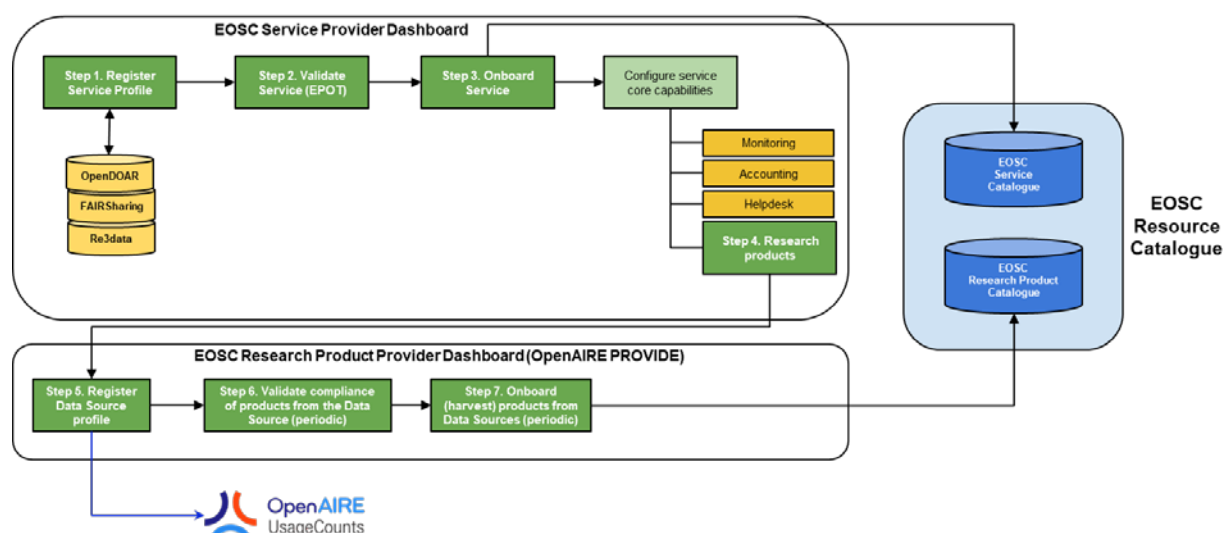 EOSC Service Provider Dashboard
Step 1. Register
Service Profile
Step 2. Validate
Service (EPOT)
Step 3. Onboard
Service
Configure service
core capabilities
Monitoring
Accounting
Helpdesk
Step 4. Research
products
OpenDOAR
FAIRSharing
Re3data
EOSC
Service
Catalogue
EOSC
Research Product
Catalogue
EOSC
Resource
Catalogue
EOSC Research Product Provider Dashboard (OpenAIRE PROVIDE)
Step 5. Register
Data Source
profile
Step 6. Validate compliance
of products from the Data
Source (periodic)
Step 7. Onboard
(harvest) products from
Data Sources (periodic)
OpenAIRE
UsageCounts